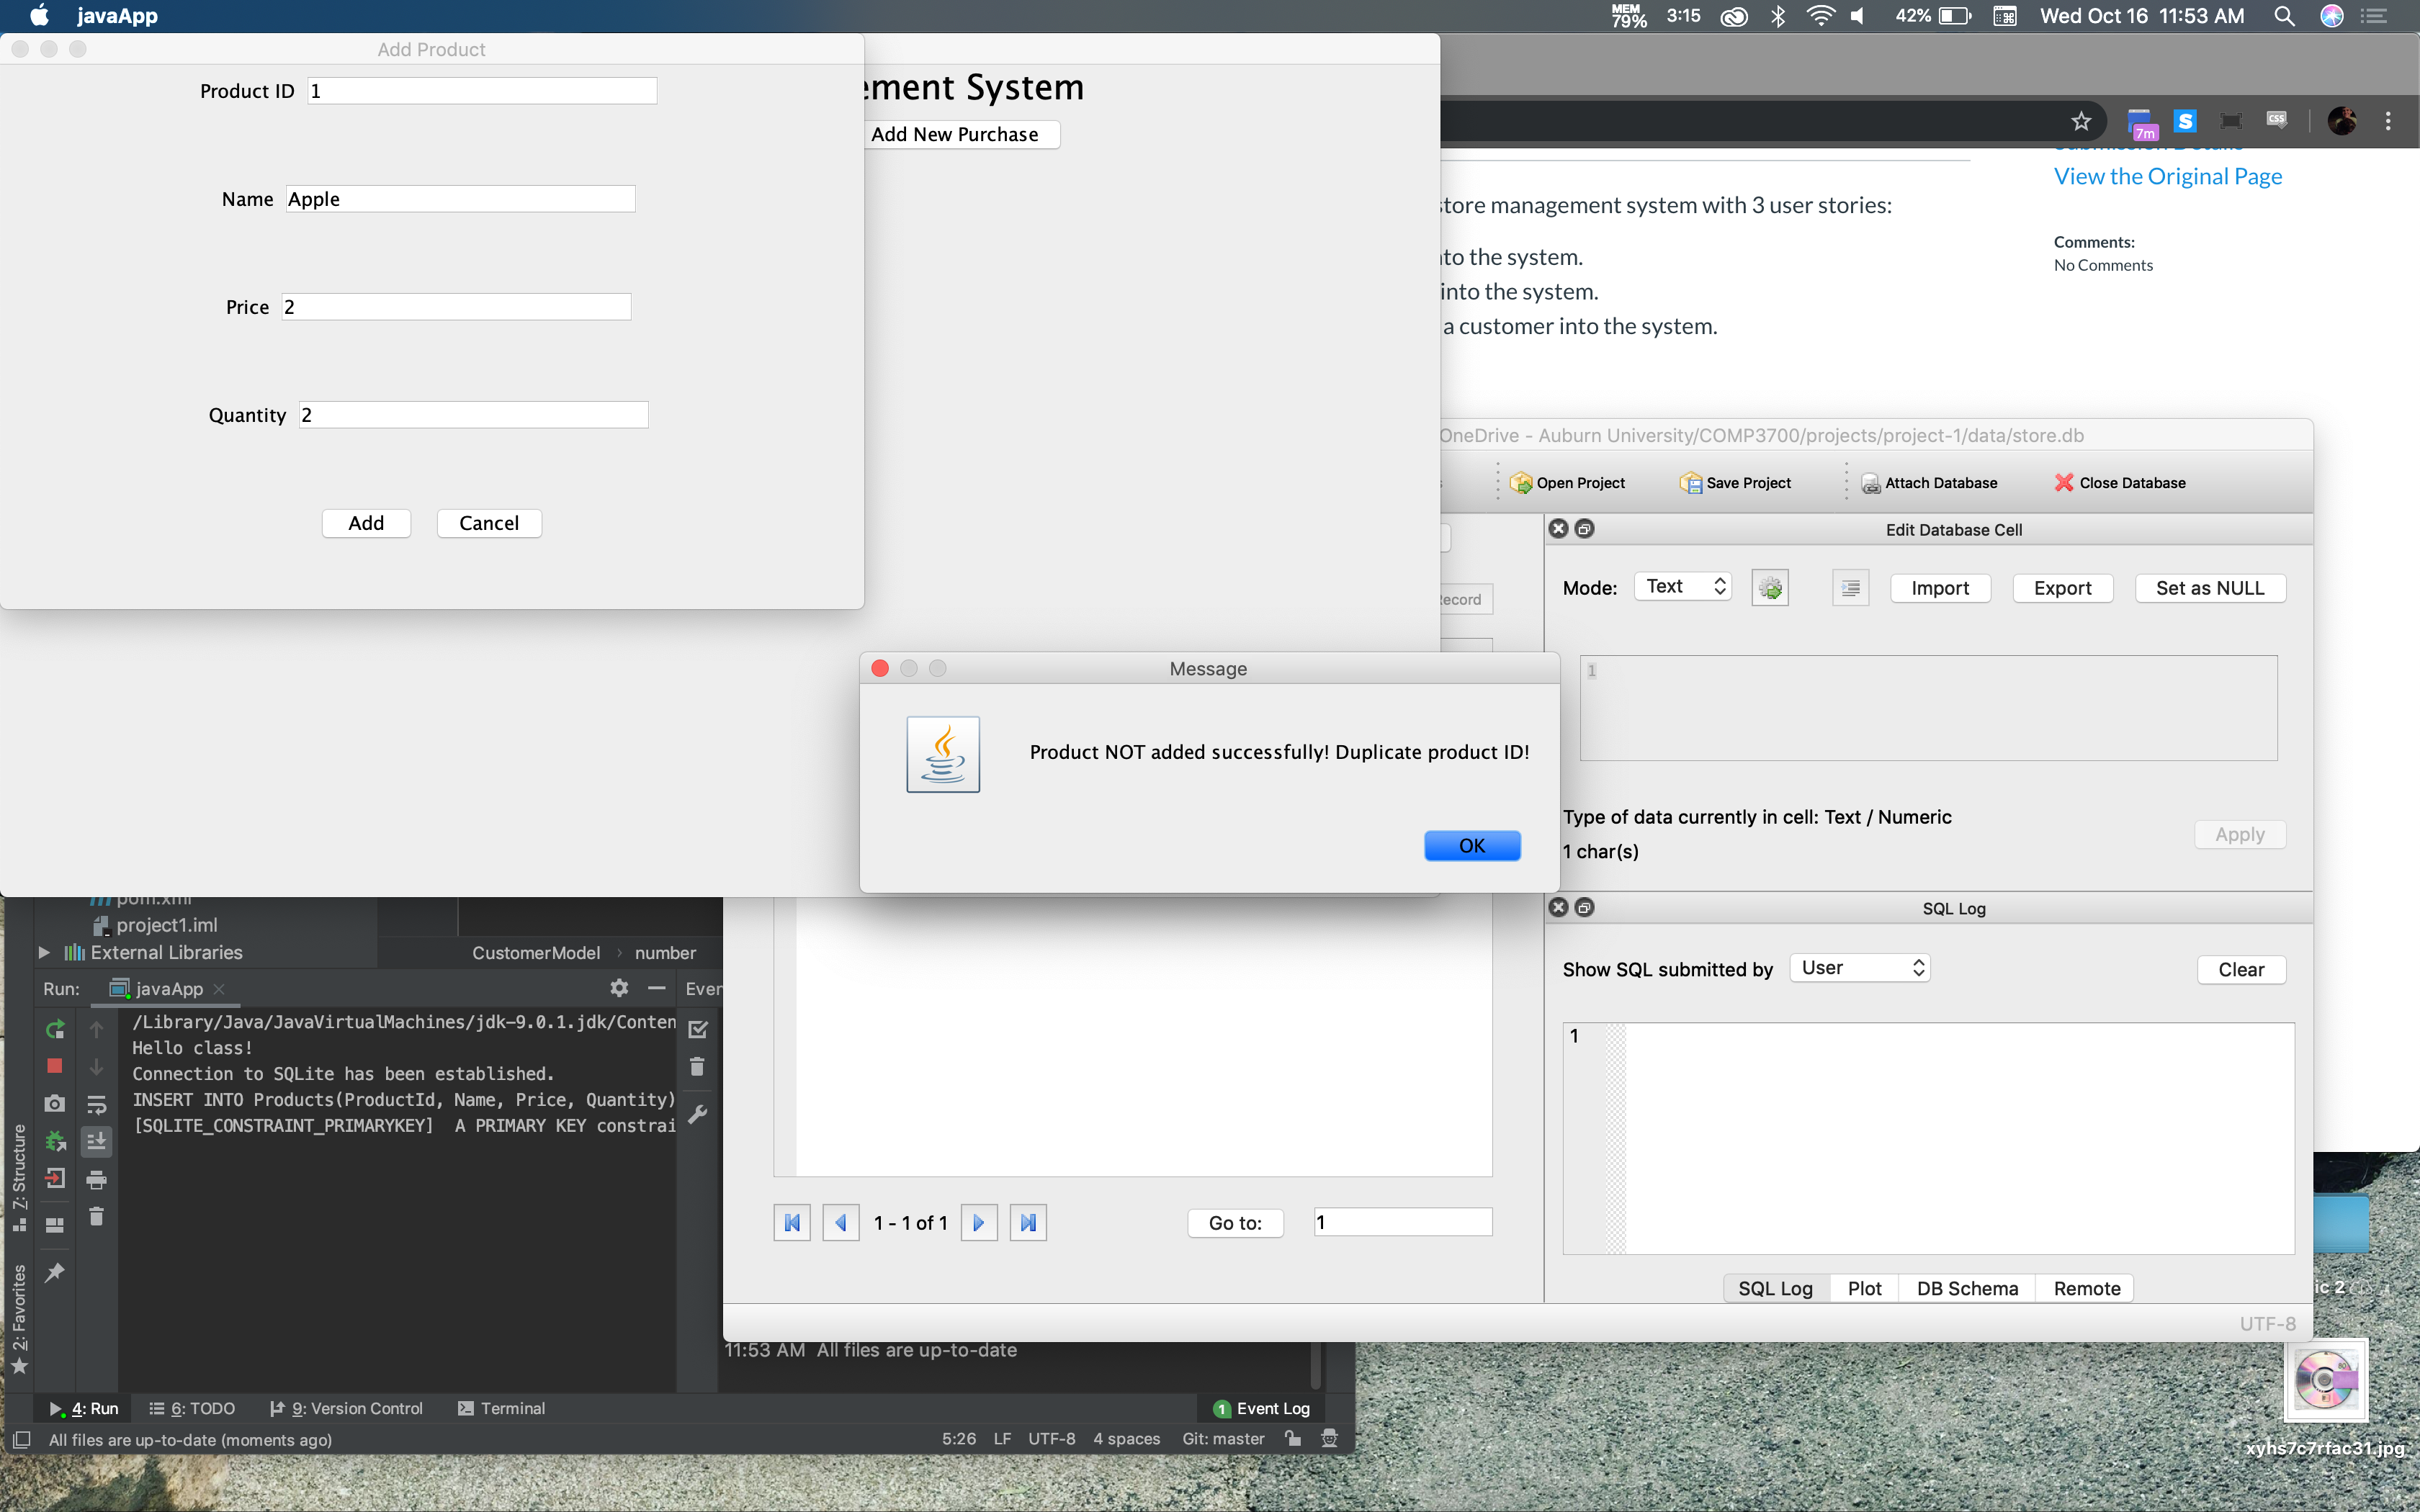 javaApp
MEM 79%
3:15
42%
Wed Oct 16 11:53 AM
Add Product
Product ID 1
Name Apple
Price 2
Quantity 2
Add Cancel
ement System
Add New Purchase
7m
S
CSS
View the Original Page
Comments:
No Comments
tore management system with 3 user stories:
to the system.
into the system.
a customer into the system.
OneDrive - Auburn University/COMP3700/projects/project-1/data/store.db
Open Project Save Project Attach Database Close Database
Edit Database Cell
Mode: Text Import Export Set as NULL
ecord
1
Type of data currently in cell: Text / Numeric
1 char(s)
Apply
Message
Product NOT added successfully! Duplicate product ID!
OK
SQL Log
Show SQL submitted by User Clear
1
1 - 1 of 1
Go to: 1
SQL Log Plot DB Schema Remote
UTF-8
pom.xml
project1.iml
External Libraries
CustomerModel › number
Run: javaApp
Ever
/Library/Java/JavaVirtualMachines/jdk-9.0.1.jdk/Conten
Hello class!
Connection to SQLite has been established.
INSERT INTO Products(ProductId, Name, Price, Quantity)
[SQLITE_CONSTRAINT_PRIMARYKEY]  A PRIMARY KEY constrai
Z: Structure
2: Favorites
11:53 AM All files are up-to-date
4: Run 6: TODO 9: Version Control Terminal
1 Event Log
All files are up-to-date (moments ago)
5:26 LF UTF-8 4 spaces Git: master
ic 2
xyhs7c7rfac31.jpg